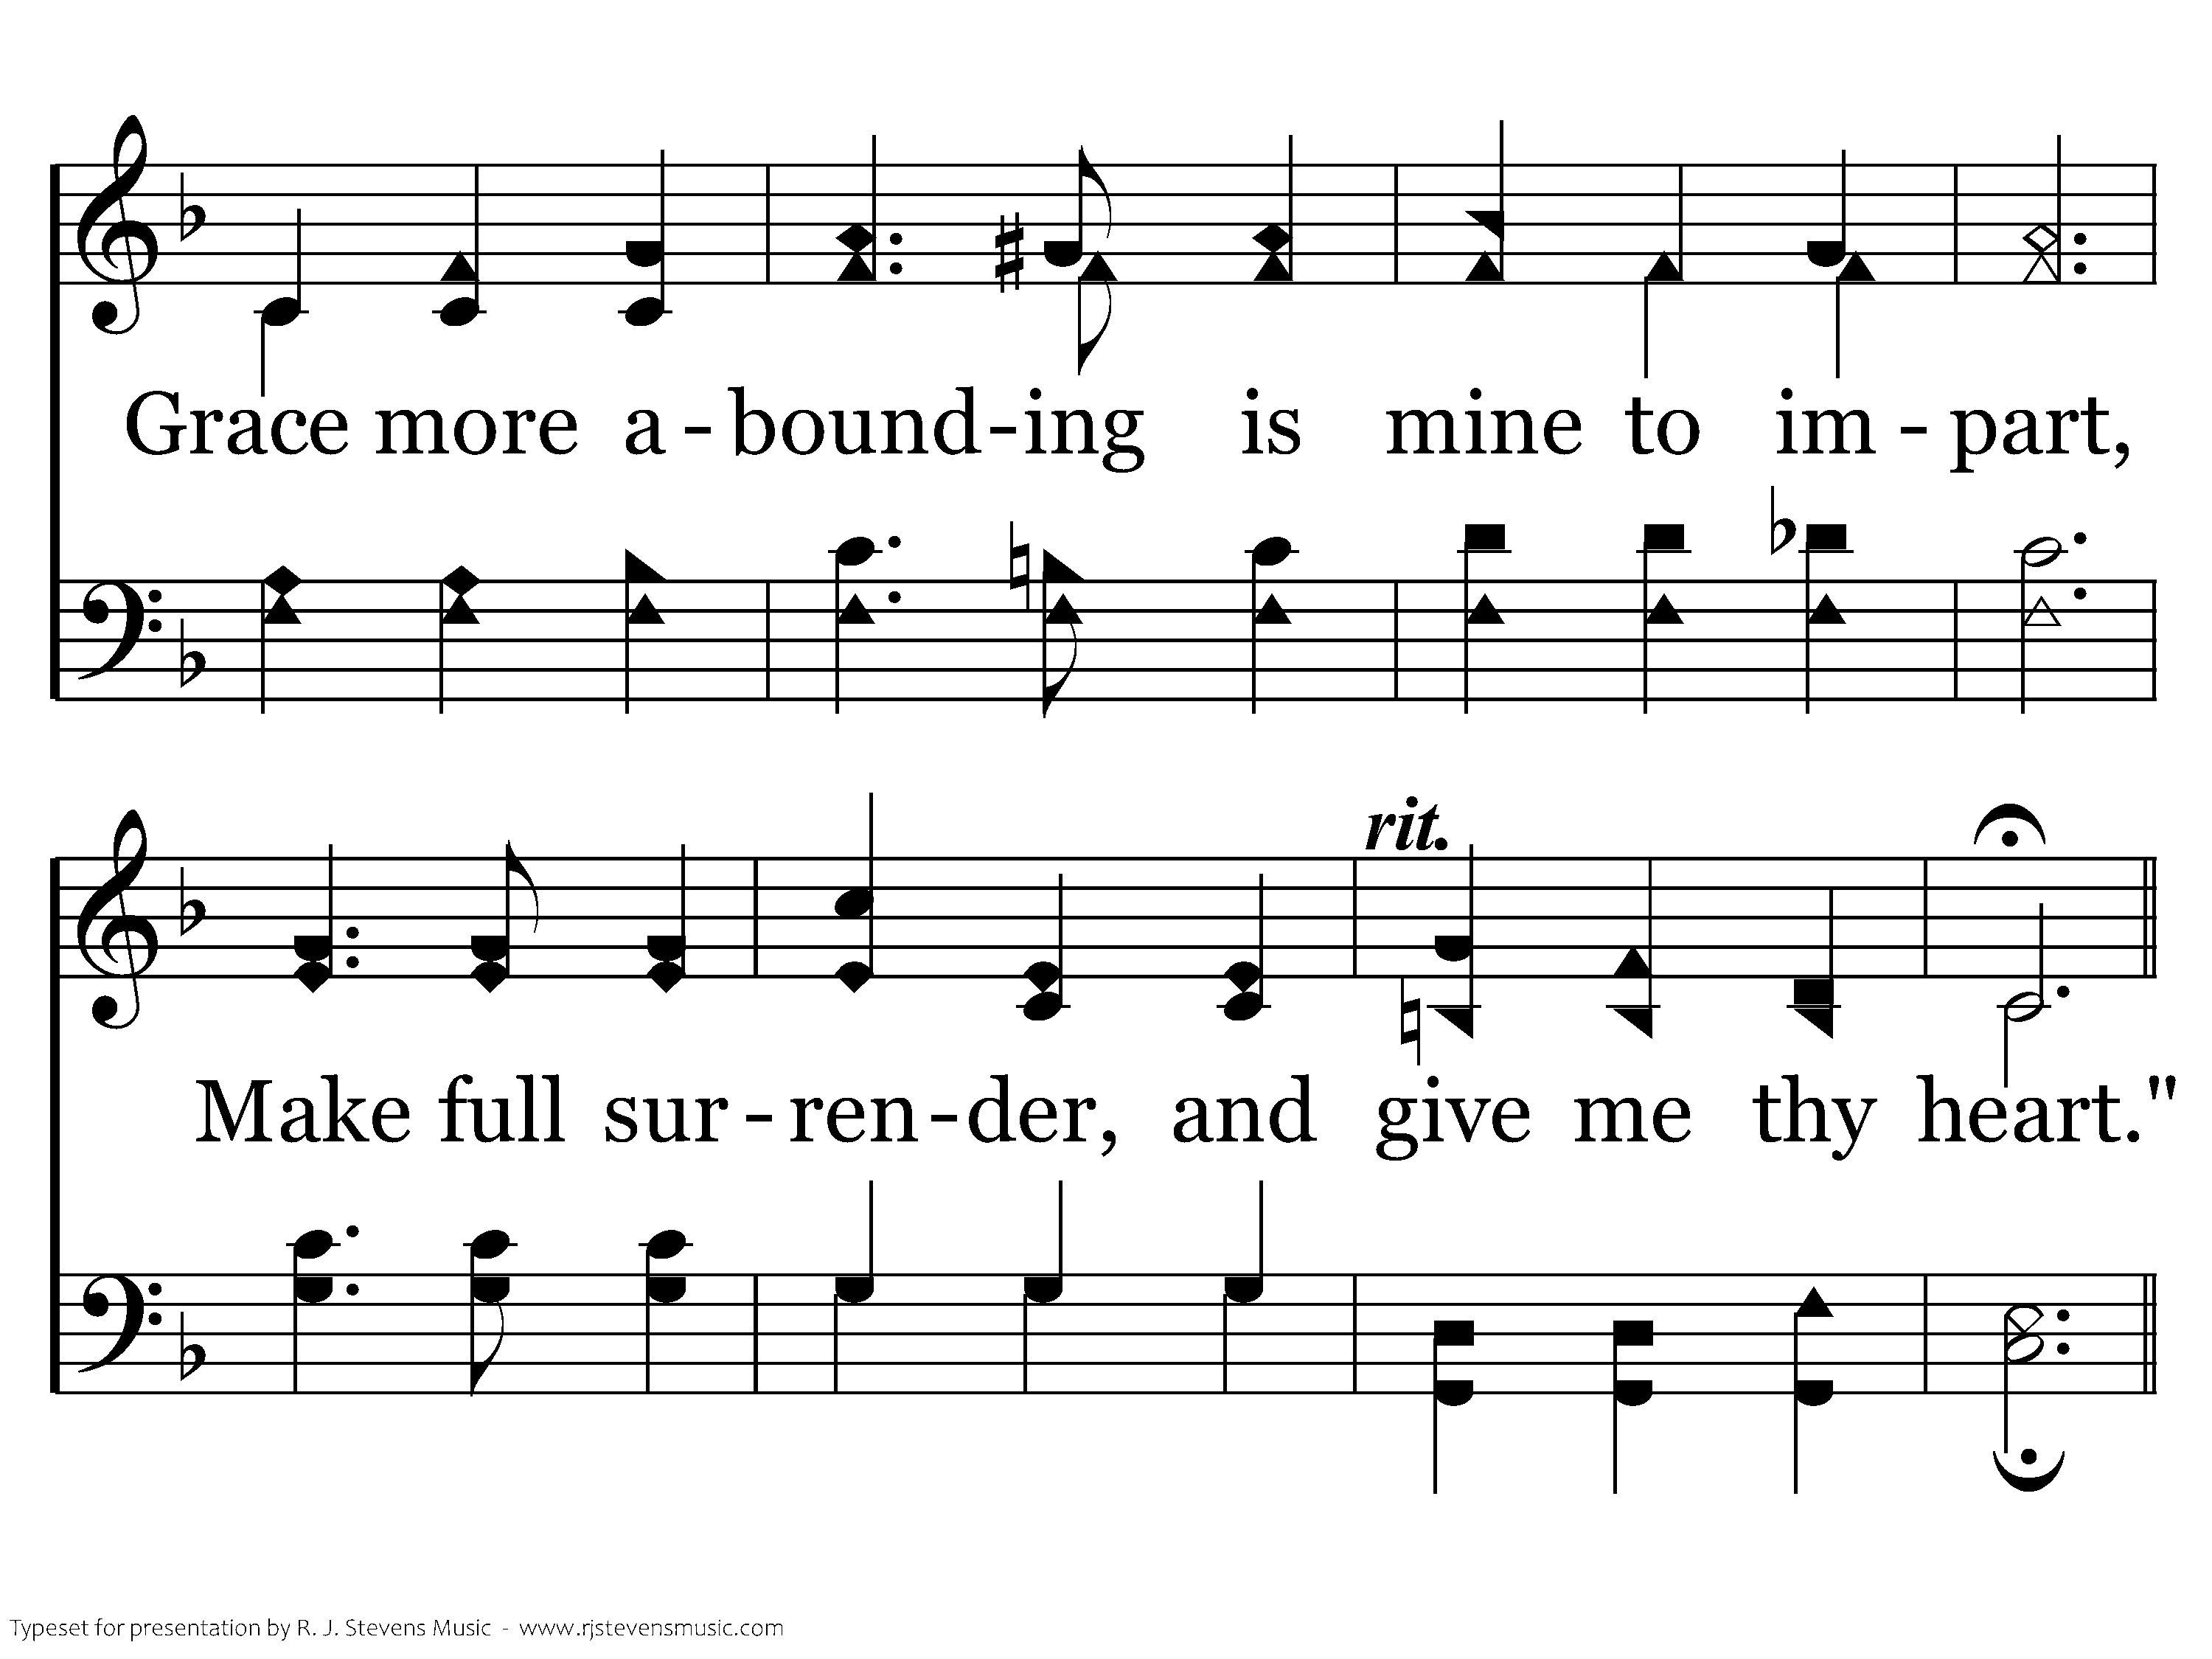 Grace more a - bound - ing is mine to im - part,
rit.
Make full sur - ren - der, and give me thy heart."
Typeset for presentation by R. J. Stevens Music - www.rjstevensmusic.com